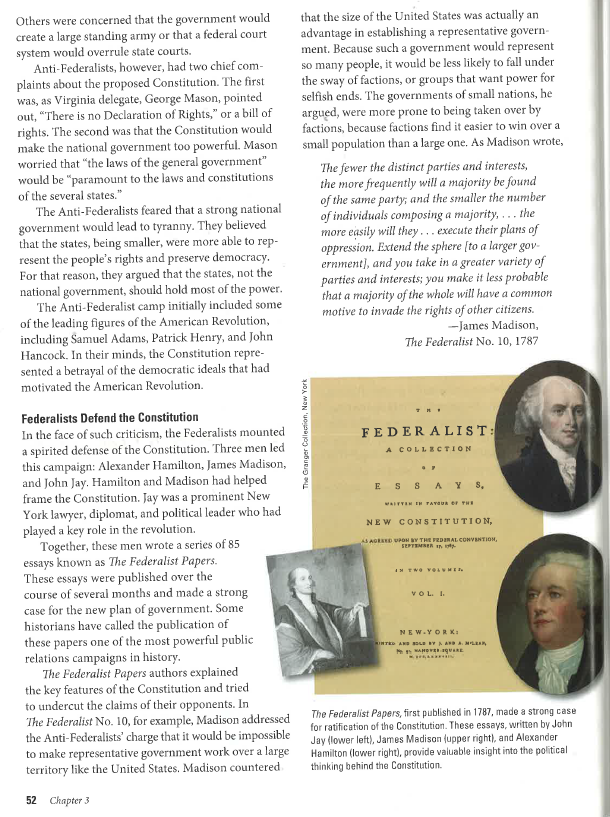 Others were concerned that the government would
create a large standing army or that a federal court
system would overrule state courts.
Anti-Federalists, however, had two chief com-
plaints about the proposed Constitution. The first
was, as Virginia delegate, George Mason, pointed
out, “There is no Declaration of Rights,” or a bill of
rights. The second was that the Constitution would
make the national government too powerful. Mason
worried that “the laws of the general government”
would be “paramount to the laws and constitutions
of the several states.”
The Anti-Federalists feared that a strong national
government would lead to tyranny. They believed
that the states, being smaller, were more able to rep-
resent the people’s rights and preserve democracy.
For that reason, they argued that the states, not the
national government, should hold most of the power.
The Anti-Federalist camp initially included some
of the leading figures of the American Revolution,
including Samuel Adams, Patrick Henry, and John
Hancock. In their minds, the Constitution repre-
sented a betrayal of the democratic ideals that had
motivated the American Revolution.
Federalists Defend the Constitution
In the face of such criticism, the Federalists mounted
a spirited defense of the Constitution. Three men led
this campaign: Alexander Hamilton, James Madison,
and John Jay. Hamilton and Madison had helped
frame the Constitution. Jay was a prominent New
York lawyer, diplomat, and political leader who had
played a key role in the revolution.
Together, these men wrote a series of 85
essays known as The Federalist Papers.
These essays were published over the
course of several months and made a strong
case for the new plan of government. Some
historians have called the publication of
these papers one of the most powerful public
relations campaigns in history.
The Federalist Papers authors explained
the key features of the Constitution and tried
to undercut the claims of their opponents. In
The Federalist No. 10, for example, Madison addressed
the Anti-Federalists’ charge that it would be impossible
to make representative government work over a large
territory like the United States. Madison countered
that the size of the United States was actually an
advantage in establishing a representative govern-
ment. Because such a government would represent
so many people, it would be less likely to fall under
the sway of factions, or groups that want power for
selfish ends. The governments of small nations, he
argued, were more prone to being taken over by
factions, because factions find it easier to win over a
small population than a large one. As Madison wrote,
The fewer the distinct parties and interests,
the more frequently will a majority be found
of the same party; and the smaller the number
of individuals composing a majority, . . . the
more easily will they . . . execute their plans of
oppression. Extend the sphere [to a larger gov-
ernment], and you take in a greater variety of
parties and interests; you make it less probable
that a majority of the whole will have a common
motive to invade the rights of other citizens.
—James Madison,
The Federalist No. 10, 1787
The Granger Collection, New York
THE
FEDERALIST:
A COLLECTION
OF
ESSAYS,
WRITTEN IN FAVOUR OF THE
NEW CONSTITUTION,
AS AGREED UPON BY THE FEDERAL CONVENTION,
SEPTEMBER 17, 1787.
IN TWO VOLUMES.
VOL. I.
NEW-YORK:
PRINTED AND SOLD BY J. AND A. M‘LEAN,
HANOVER-SQUARE.
The Federalist Papers, first published in 1787, made a strong case
for ratification of the Constitution. These essays, written by John
Jay (lower left), James Madison (upper right), and Alexander
Hamilton (lower right), provide valuable insight into the political
thinking behind the Constitution.
52 Chapter 3